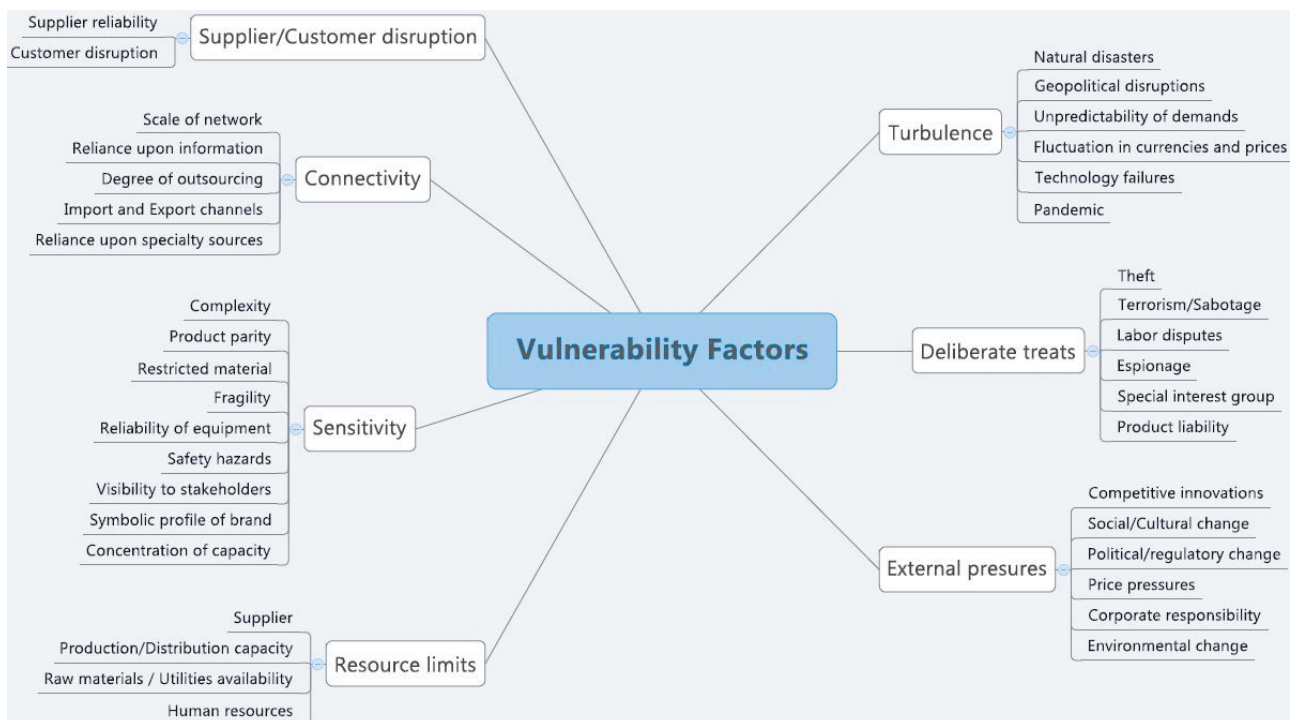 Supplier reliability
Customer disruption
Supplier/Customer disruption
Scale of network
Reliance upon information
Degree of outsourcing
Import and Export channels
Reliance upon specialty sources
Connectivity
Complexity
Product parity
Restricted material
Fragility
Reliability of equipment
Safety hazards
Visibility to stakeholders
Symbolic profile of brand
Concentration of capacity
Sensitivity
Supplier
Production/Distribution capacity
Raw materials / Utilities availability
Human resources
Resource limits
Vulnerability Factors
Turbulence
Natural disasters
Geopolitical disruptions
Unpredictability of demands
Fluctuation in currencies and prices
Technology failures
Pandemic
Deliberate treats
Theft
Terrorism/Sabotage
Labor disputes
Espionage
Special interest group
Product liability
External presures
Competitive innovations
Social/Cultural change
Political/regulatory change
Price pressures
Corporate responsibility
Environmental change